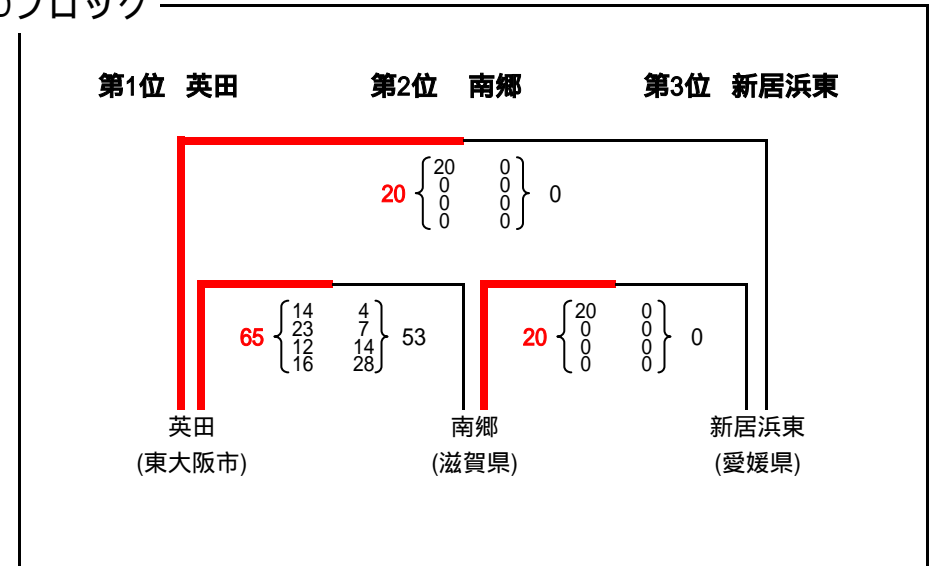 ブロック
第1位 英田 第2位 南郷 第3位 新居浜東
20 0
0 0
20 0 0 0
0 0
14 4 20 0
23 7 0 0
65 12 14 53 20 0 0 0
16 28 0 0
英田 南郷 新居浜東
(東大阪市) (滋賀県) (愛媛県)